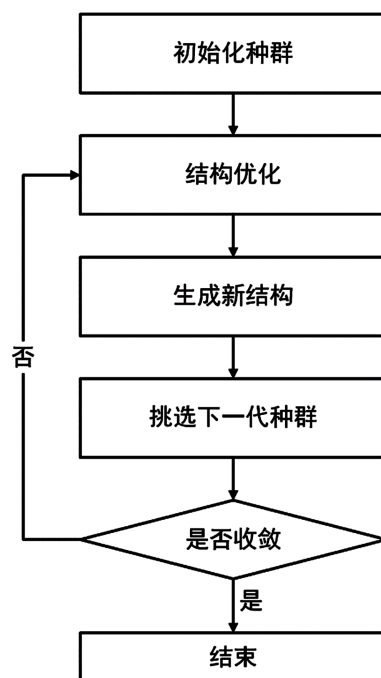 初始化种群
结构优化
生成新结构
否
挑选下一代种群
是否收敛
是
结束